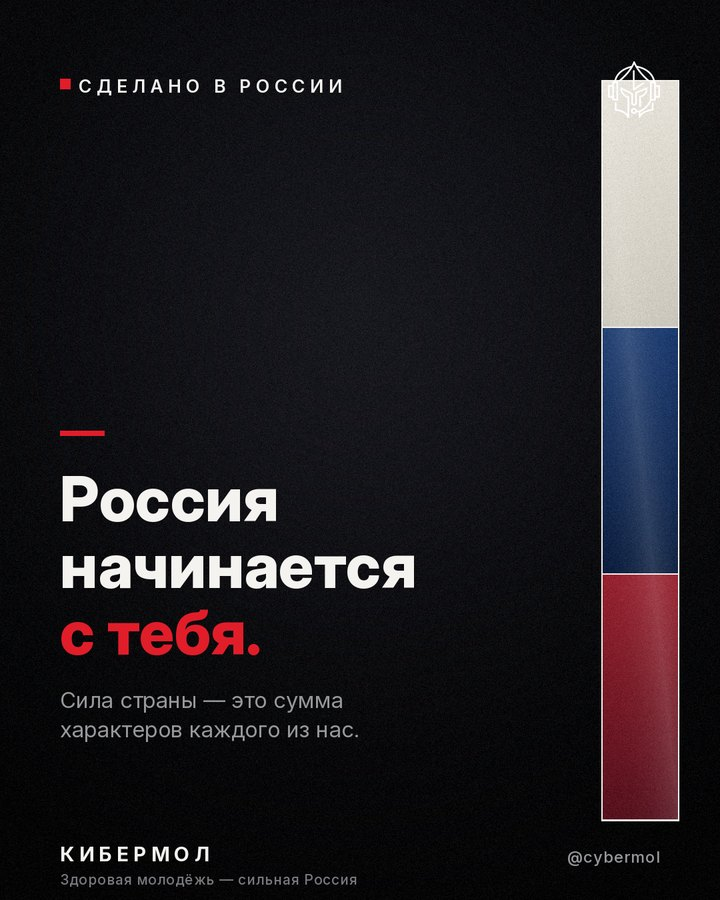 СДЕЛАНО В РОССИИ
Россия
начинается
с тебя.
Сила страны — это сумма
характеров каждого из нас.
КИБЕРМОЛ
@cybermol
Здоровая молодёжь — сильная Россия